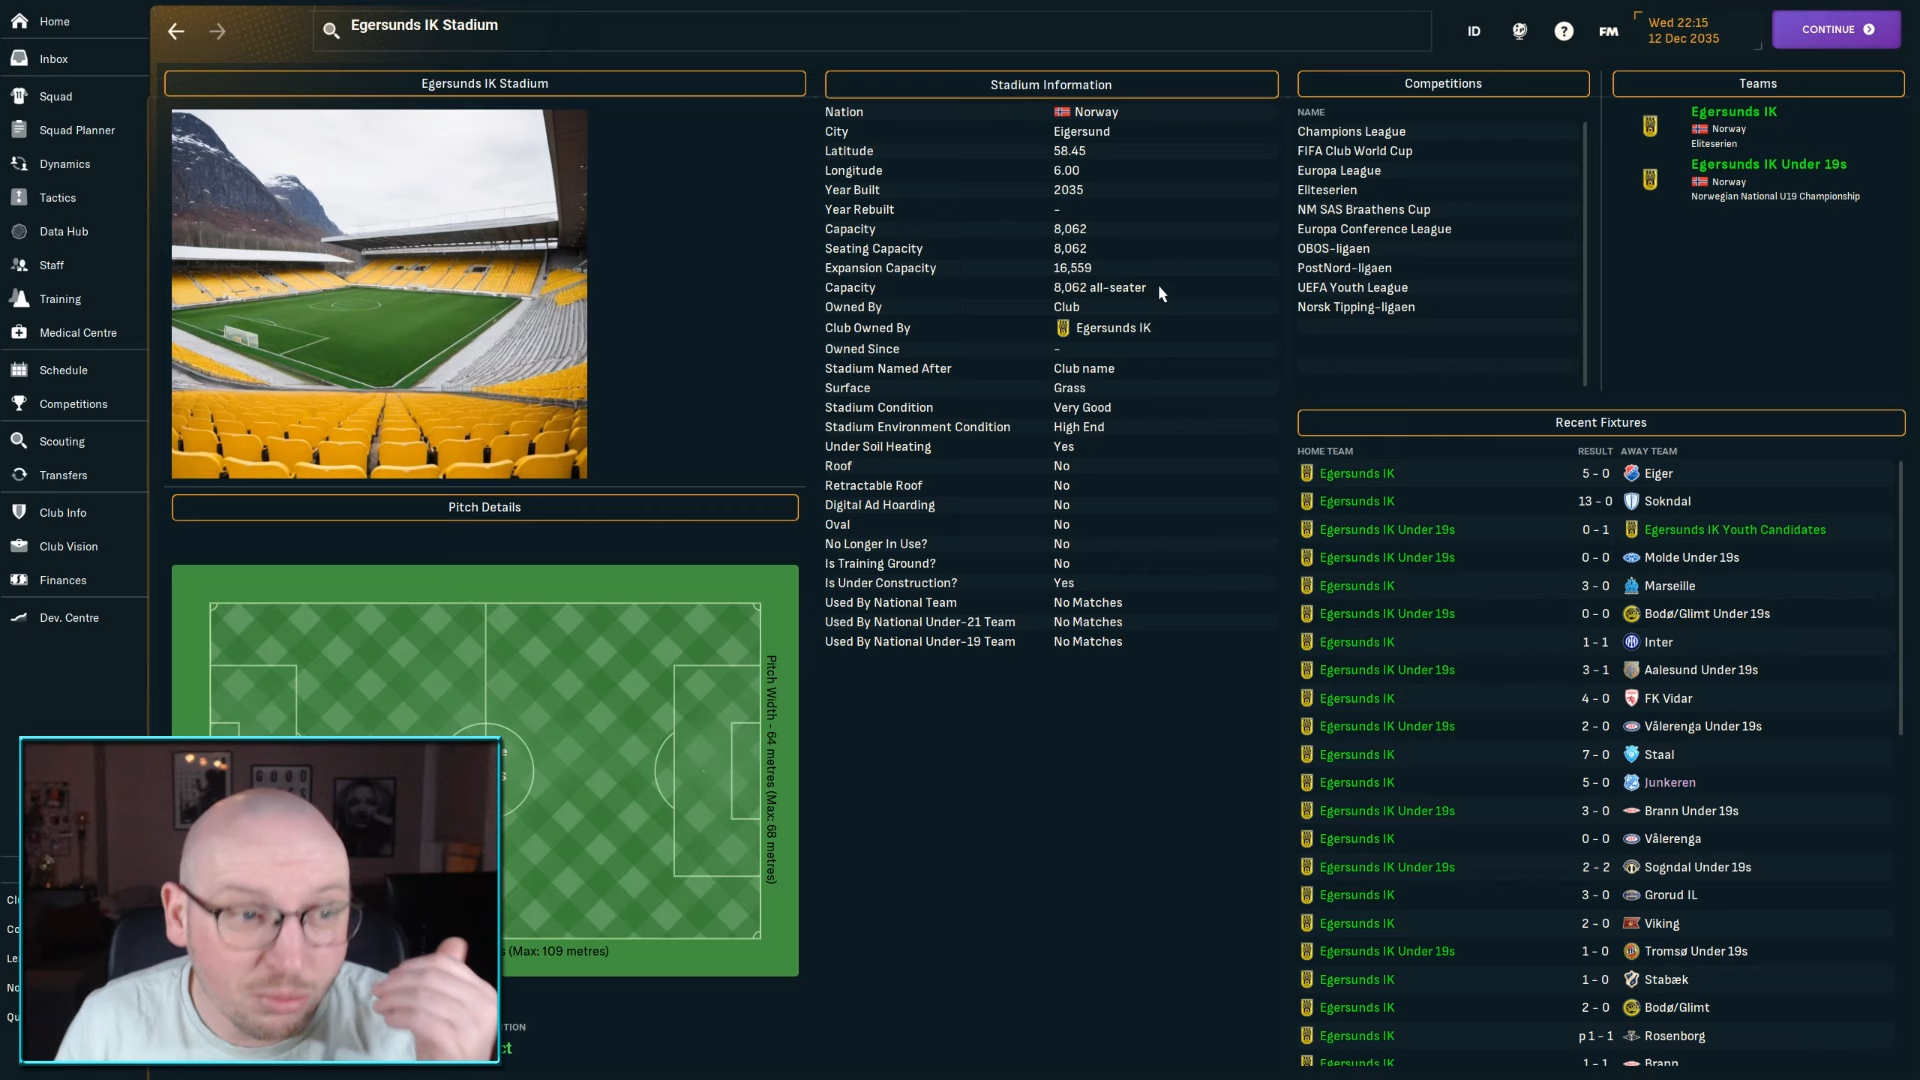 Home
Inbox
Squad
Squad Planner
Dynamics
Tactics
Data Hub
Staff
Training
Medical Centre
Schedule
Competitions
Scouting
Transfers
Club Info
Club Vision
Finances
Dev. Centre
Egersunds IK Stadium
ID
?
FM
Wed 22:15
12 Dec 2035
CONTINUE
Egersunds IK Stadium
Pitch Details
Pitch Width - 64 metres (Max: 68 metres)
(Max: 109 metres)
Stadium Information
Nation Norway
City Eigersund
Latitude 58.45
Longitude 6.00
Year Built 2035
Year Rebuilt -
Capacity 8,062
Seating Capacity 8,062
Expansion Capacity 16,559
Capacity 8,062 all-seater
Owned By Club
Club Owned By Egersunds IK
Owned Since -
Stadium Named After Club name
Surface Grass
Stadium Condition Very Good
Stadium Environment Condition High End
Under Soil Heating Yes
Roof No
Retractable Roof No
Digital Ad Hoarding No
Oval No
No Longer In Use? No
Is Training Ground? No
Is Under Construction? Yes
Used By National Team No Matches
Used By National Under-21 Team No Matches
Used By National Under-19 Team No Matches
Competitions
NAME
Champions League
FIFA Club World Cup
Europa League
Eliteserien
NM SAS Braathens Cup
Europa Conference League
OBOS-ligaen
PostNord-ligaen
UEFA Youth League
Norsk Tipping-ligaen
Teams
Egersunds IK
Norway
Eliteserien
Egersunds IK Under 19s
Norway
Norwegian National U19 Championship
Recent Fixtures
HOME TEAM RESULT AWAY TEAM
Egersunds IK 5 - 0 Eiger
Egersunds IK 13 - 0 Sokndal
Egersunds IK Under 19s 0 - 1 Egersunds IK Youth Candidates
Egersunds IK Under 19s 0 - 0 Molde Under 19s
Egersunds IK 3 - 0 Marseille
Egersunds IK Under 19s 0 - 0 Bodø/Glimt Under 19s
Egersunds IK 1 - 1 Inter
Egersunds IK Under 19s 3 - 1 Aalesund Under 19s
Egersunds IK 4 - 0 FK Vidar
Egersunds IK Under 19s 2 - 0 Vålerenga Under 19s
Egersunds IK 7 - 0 Staal
Egersunds IK 5 - 0 Junkeren
Egersunds IK Under 19s 3 - 0 Brann Under 19s
Egersunds IK 0 - 0 Vålerenga
Egersunds IK Under 19s 2 - 2 Sogndal Under 19s
Egersunds IK 3 - 0 Grorud IL
Egersunds IK 2 - 0 Viking
Egersunds IK Under 19s 1 - 0 Tromsø Under 19s
Egersunds IK 1 - 0 Stabæk
Egersunds IK 2 - 0 Bodø/Glimt
Egersunds IK p 1 - 1 Rosenborg
Egersunds IK 1 - 1 Brann